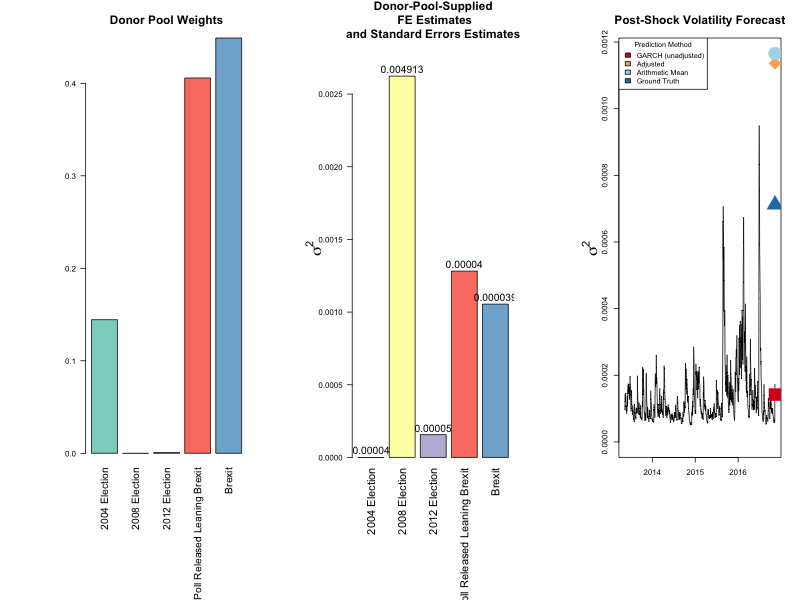 Donor Pool Weights
0.4
0.3
0.2
0.1
0.0
2004 Election
2008 Election
2012 Election
Poll Released Leaning Brexit
Brexit
Donor-Pool-Supplied
FE Estimates
and Standard Errors Estimates
σ2
0.0025
0.0020
0.0015
0.0010
0.0005
0.0000
0.00004
0.004913
0.00005
0.00004
0.000039
2004 Election
2008 Election
2012 Election
oll Released Leaning Brexit
Brexit
Post-Shock Volatility Forecast
σ2
0.0012
0.0010
0.0008
0.0006
0.0004
0.0002
0.0000
Prediction Method
GARCH (unadjusted)
Adjusted
Arithmetic Mean
Ground Truth
2014
2015
2016